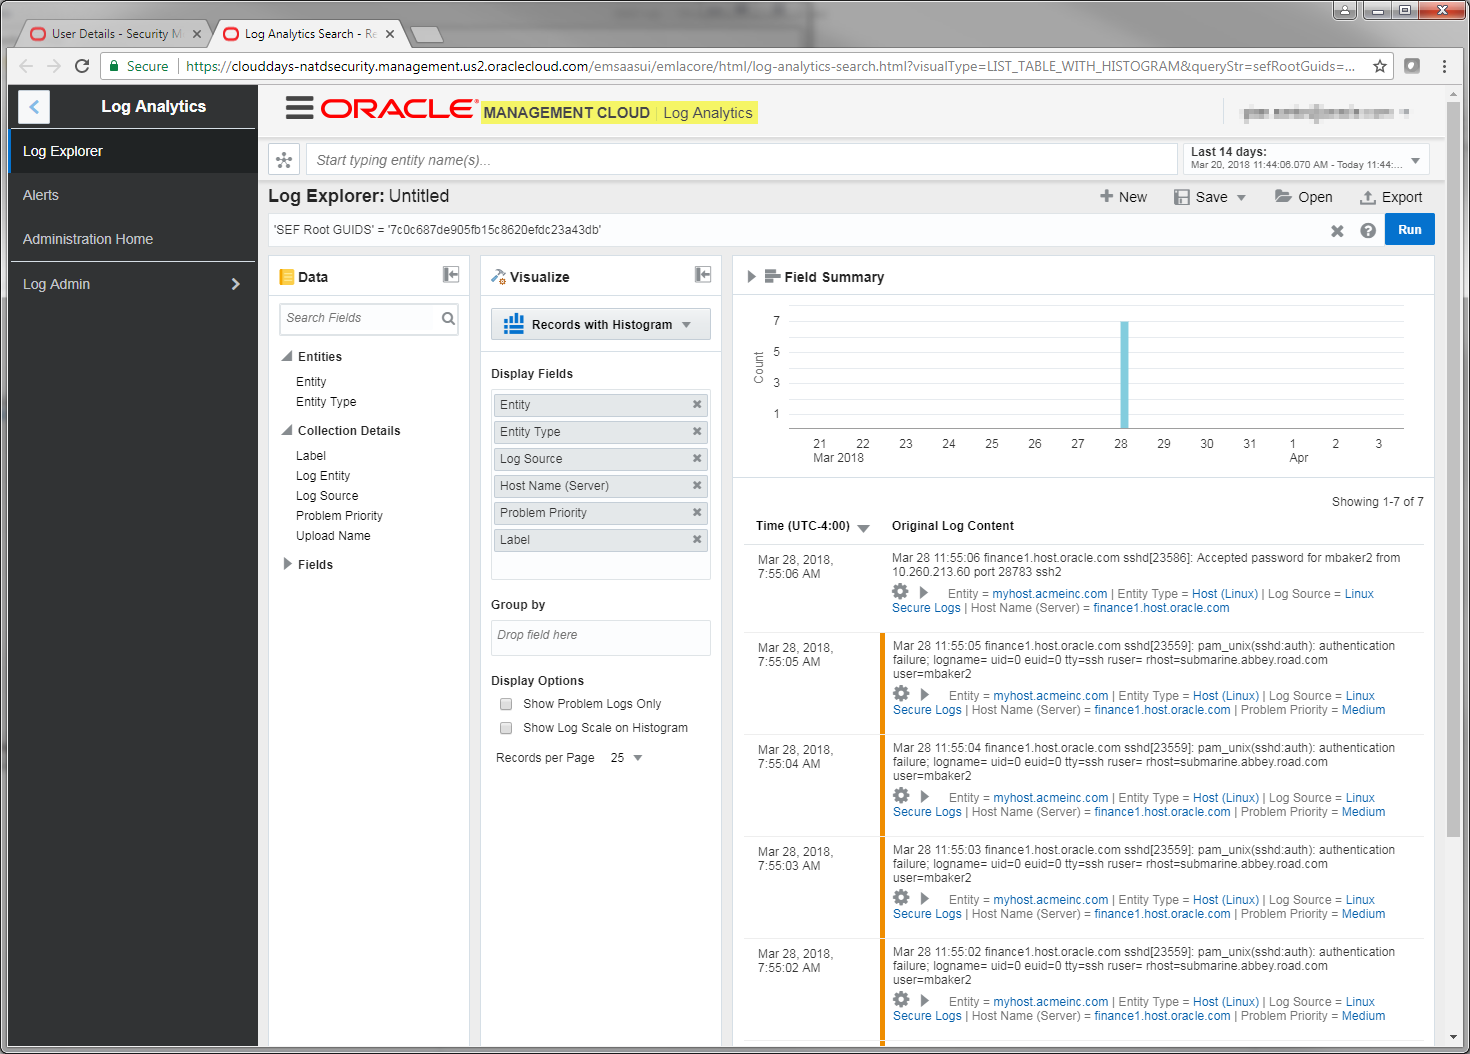 User Details - Security M
Log Analytics Search - Re
Secure
https://clouddays-natdsecurity.management.us2.oraclecloud.com/emsaasui/emlacore/html/log-analytics-search.html?visualType=LIST_TABLE_WITH_HISTOGRAM&queryStr=sefRootGuids=...
Log Analytics
ORACLE MANAGEMENT CLOUD | Log Analytics
Log Explorer
Alerts
Administration Home
Log Admin
Start typing entity name(s)...
Last 14 days:
Mar 20, 2018 11:44:06.070 AM - Today 11:44:...
Log Explorer: Untitled
New
Save
Open
Export
'SEF Root GUIDS' = '7c0c687de905fb15c8620efdc23a43db'
Run
Data
Search Fields
Entities
Entity
Entity Type
Collection Details
Label
Log Entity
Log Source
Problem Priority
Upload Name
Fields
Visualize
Records with Histogram
Display Fields
Entity
Entity Type
Log Source
Host Name (Server)
Problem Priority
Label
Group by
Drop field here
Display Options
Show Problem Logs Only
Show Log Scale on Histogram
Records per Page 25
Field Summary
Count
7
5
3
1
21 22 23 24 25 26 27 28 29 30 31 1 2 3
Mar 2018 Apr
Showing 1-7 of 7
Time (UTC-4:00) Original Log Content
Mar 28, 2018,
7:55:06 AM
Mar 28 11:55:06 finance1.host.oracle.com sshd[23586]: Accepted password for mbaker2 from
10.260.213.60 port 28783 ssh2
Entity = myhost.acmeinc.com | Entity Type = Host (Linux) | Log Source = Linux
Secure Logs | Host Name (Server) = finance1.host.oracle.com
Mar 28, 2018,
7:55:05 AM
Mar 28 11:55:05 finance1.host.oracle.com sshd[23559]: pam_unix(sshd:auth): authentication
failure; logname= uid=0 euid=0 tty=ssh ruser= rhost=submarine.abbey.road.com
user=mbaker2
Entity = myhost.acmeinc.com | Entity Type = Host (Linux) | Log Source = Linux
Secure Logs | Host Name (Server) = finance1.host.oracle.com | Problem Priority = Medium
Mar 28, 2018,
7:55:04 AM
Mar 28 11:55:04 finance1.host.oracle.com sshd[23559]: pam_unix(sshd:auth): authentication
failure; logname= uid=0 euid=0 tty=ssh ruser= rhost=submarine.abbey.road.com
user=mbaker2
Entity = myhost.acmeinc.com | Entity Type = Host (Linux) | Log Source = Linux
Secure Logs | Host Name (Server) = finance1.host.oracle.com | Problem Priority = Medium
Mar 28, 2018,
7:55:03 AM
Mar 28 11:55:03 finance1.host.oracle.com sshd[23559]: pam_unix(sshd:auth): authentication
failure; logname= uid=0 euid=0 tty=ssh ruser= rhost=submarine.abbey.road.com
user=mbaker2
Entity = myhost.acmeinc.com | Entity Type = Host (Linux) | Log Source = Linux
Secure Logs | Host Name (Server) = finance1.host.oracle.com | Problem Priority = Medium
Mar 28, 2018,
7:55:02 AM
Mar 28 11:55:02 finance1.host.oracle.com sshd[23559]: pam_unix(sshd:auth): authentication
failure; logname= uid=0 euid=0 tty=ssh ruser= rhost=submarine.abbey.road.com
user=mbaker2
Entity = myhost.acmeinc.com | Entity Type = Host (Linux) | Log Source = Linux
Secure Logs | Host Name (Server) = finance1.host.oracle.com | Problem Priority = Medium